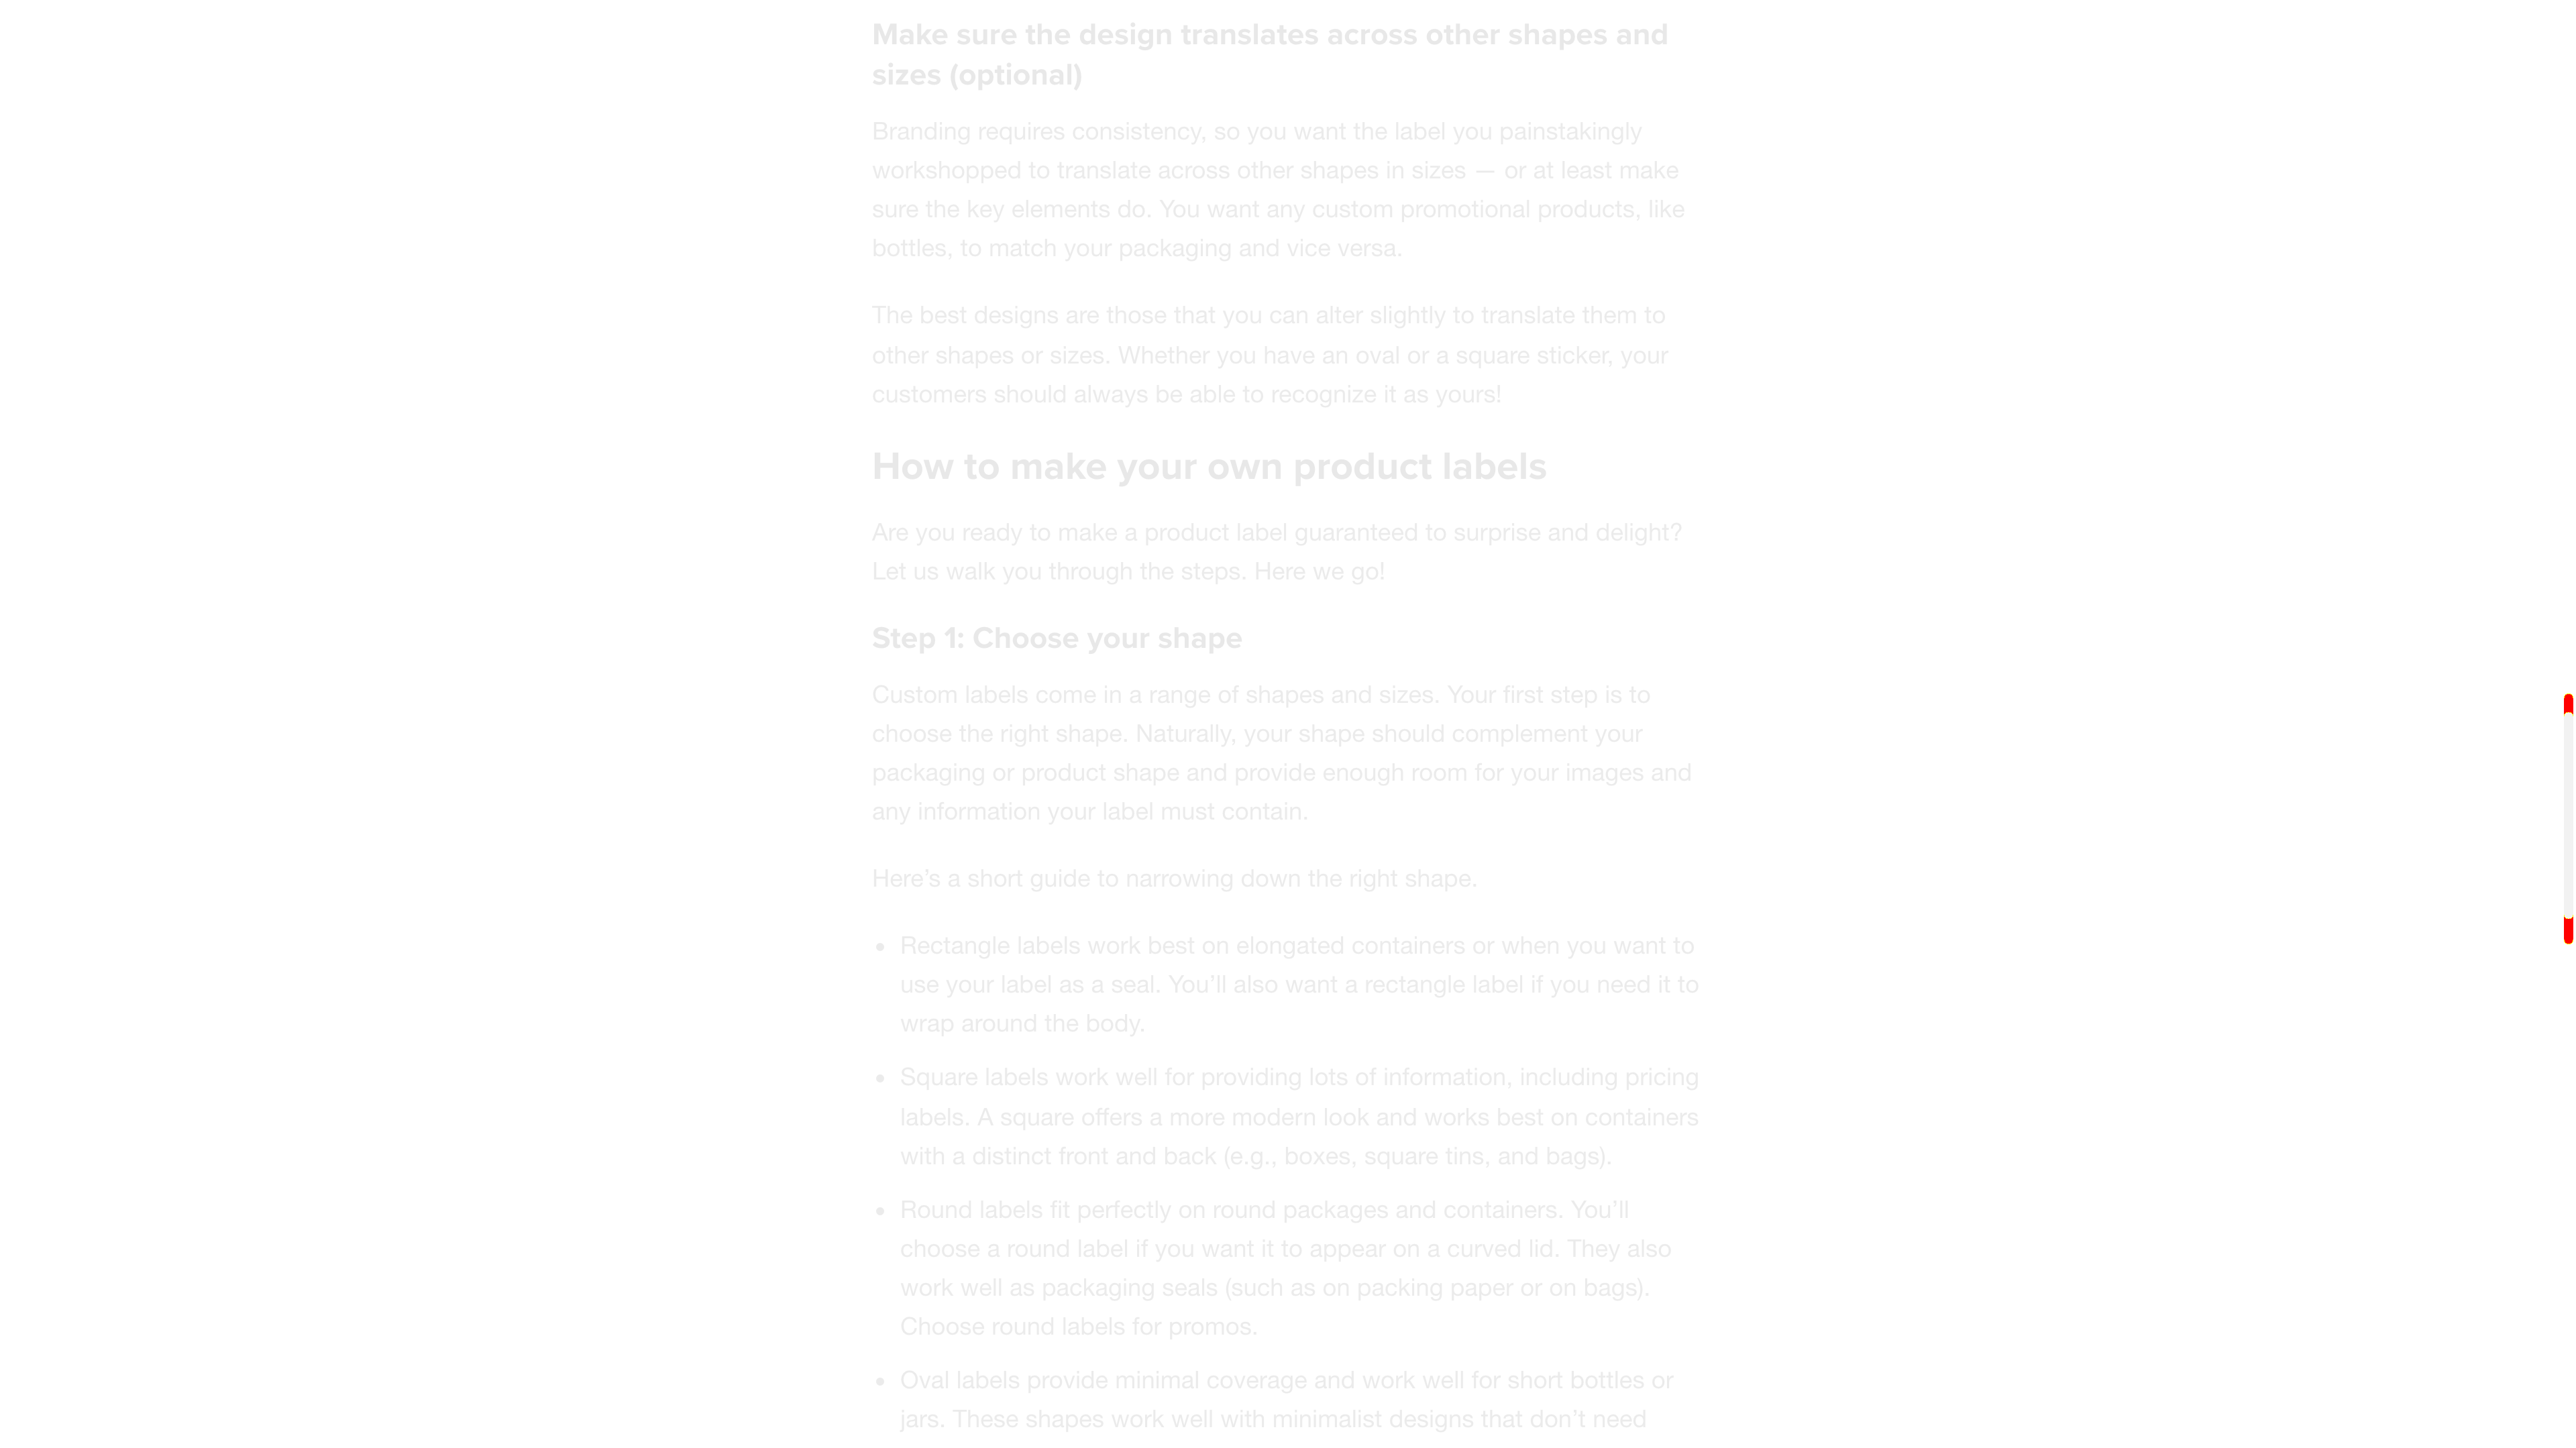 Make sure the design translates across other shapes and
sizes (optional)
Branding requires consistency, so you want the label you painstakingly
workshopped to translate across other shapes in sizes — or at least make
sure the key elements do. You want any custom promotional products, like
bottles, to match your packaging and vice versa.
The best designs are those that you can alter slightly to translate them to
other shapes or sizes. Whether you have an oval or a square sticker, your
customers should always be able to recognize it as yours!
How to make your own product labels
Are you ready to make a product label guaranteed to surprise and delight?
Let us walk you through the steps. Here we go!
Step 1: Choose your shape
Custom labels come in a range of shapes and sizes. Your first step is to
choose the right shape. Naturally, your shape should complement your
packaging or product shape and provide enough room for your images and
any information your label must contain.
Here’s a short guide to narrowing down the right shape.
• Rectangle labels work best on elongated containers or when you want to
use your label as a seal. You’ll also want a rectangle label if you need it to
wrap around the body.
• Square labels work well for providing lots of information, including pricing
labels. A square offers a more modern look and works best on containers
with a distinct front and back (e.g., boxes, square tins, and bags).
• Round labels fit perfectly on round packages and containers. You’ll
choose a round label if you want it to appear on a curved lid. They also
work well as packaging seals (such as on packing paper or on bags).
Choose round labels for promos.
• Oval labels provide minimal coverage and work well for short bottles or
jars. These shapes work well with minimalist designs that don’t need